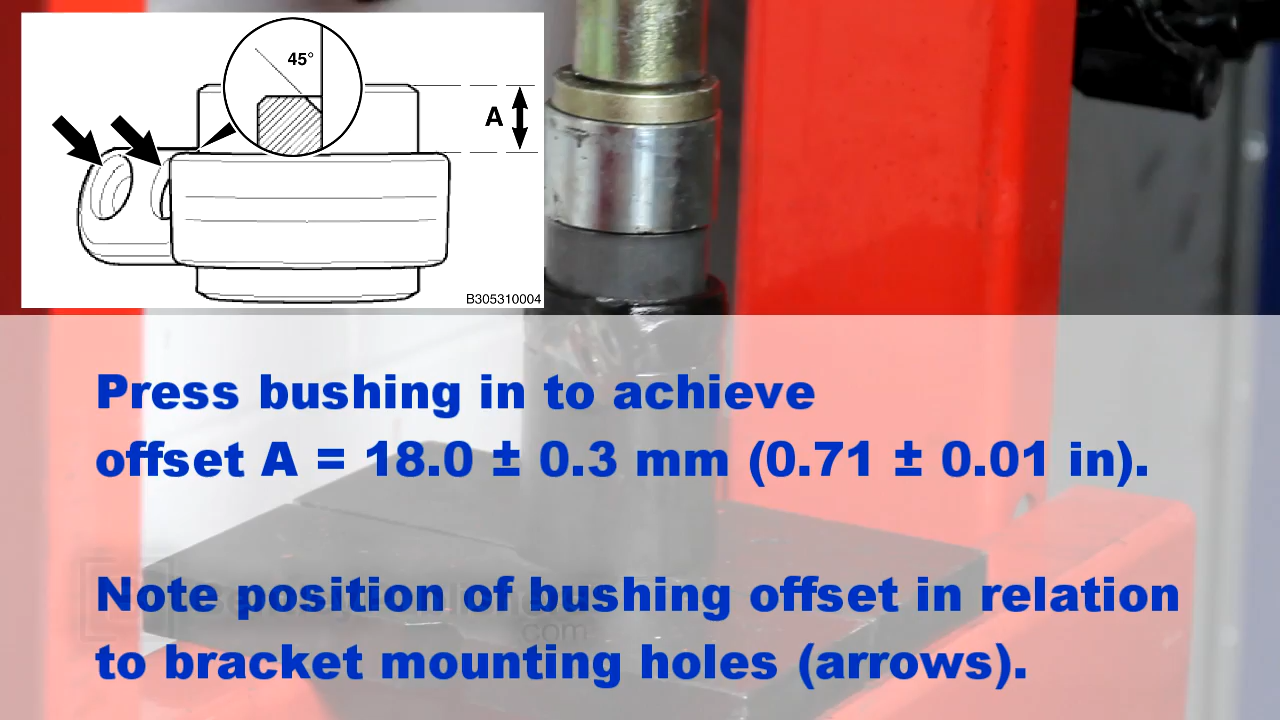 45°
A
B305310004
Press bushing in to achieve
offset A = 18.0 ± 0.3 mm (0.71 ± 0.01 in).
Note position of bushing offset in relation
to bracket mounting holes (arrows).
com